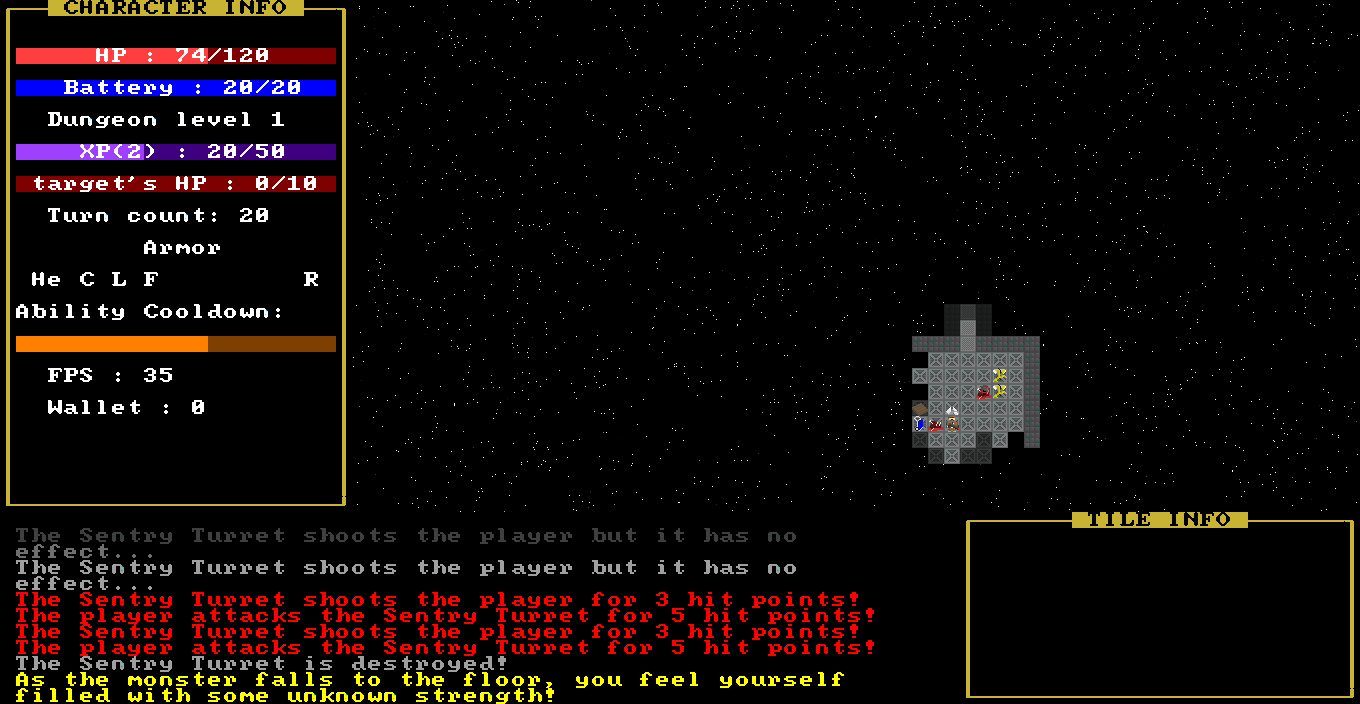 CHARACTER INFO
HP : 74/120
Battery : 20/20
Dungeon level 1
XP(2) : 20/50
target's HP : 0/10
Turn count: 20
Armor
He C L F R
Ability Cooldown:
FPS : 35
Wallet : 0
The Sentry Turret shoots the player but it has no
effect...
The Sentry Turret shoots the player but it has no
effect...
The Sentry Turret shoots the player for 3 hit points!
The player attacks the Sentry Turret for 5 hit points!
The Sentry Turret shoots the player for 3 hit points!
The player attacks the Sentry Turret for 5 hit points!
The Sentry Turret is destroyed!
As the monster falls to the floor, you feel yourself
filled with some unknown strength!
TILE INFO